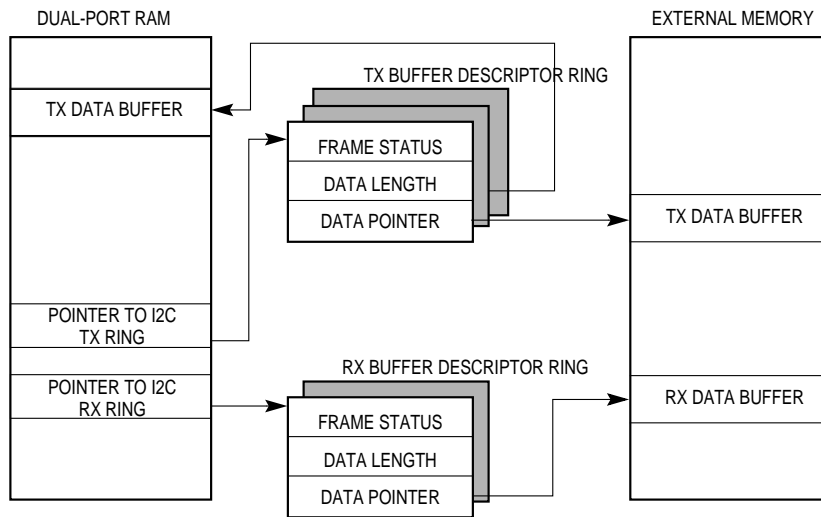 DUAL-PORT RAM
EXTERNAL MEMORY
TX BUFFER DESCRIPTOR RING
TX DATA BUFFER
FRAME STATUS
DATA LENGTH
DATA POINTER
TX DATA BUFFER
POINTER TO I2C
TX RING
RX BUFFER DESCRIPTOR RING
POINTER TO I2C
RX RING
RX DATA BUFFER
FRAME STATUS
DATA LENGTH
DATA POINTER